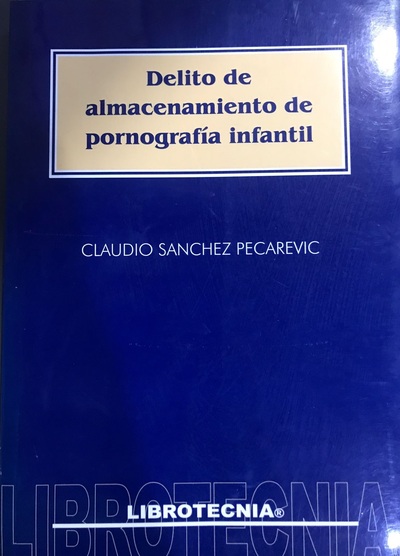 Delito de
almacenamiento de
pornografía infantil
CLAUDIO SANCHEZ PECAREVIC
LIBROTECNIA
LIBROTECNIA®